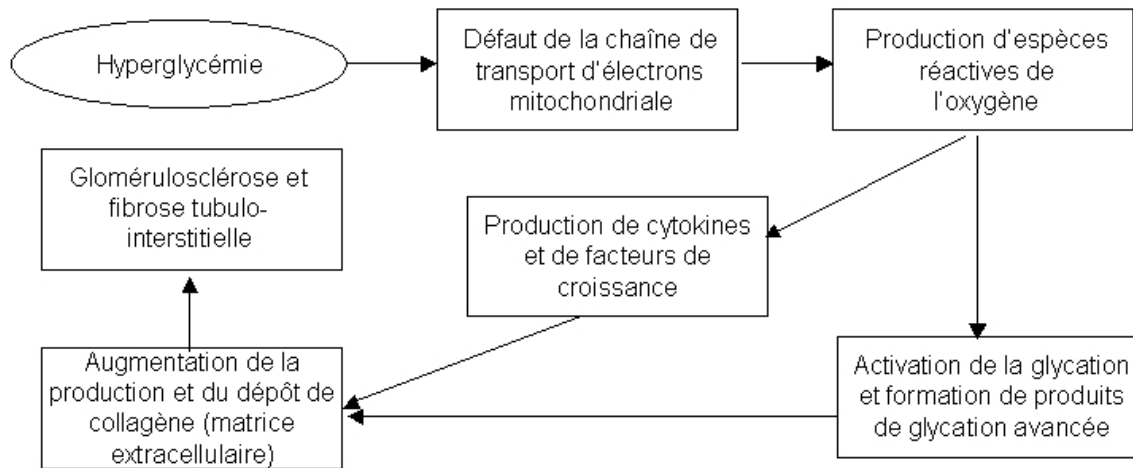 Hyperglycémie
Défaut de la chaîne de
transport d'électrons
mitochondriale
Production d'espèces
réactives de
l'oxygène
Glomérulosclérose et
fibrose tubulo-
interstitielle
Production de cytokines
et de facteurs de
croissance
Augmentation de la
production et du dépôt de
collagène (matrice
extracellulaire)
Activation de la glycation
et formation de produits
de glycation avancée